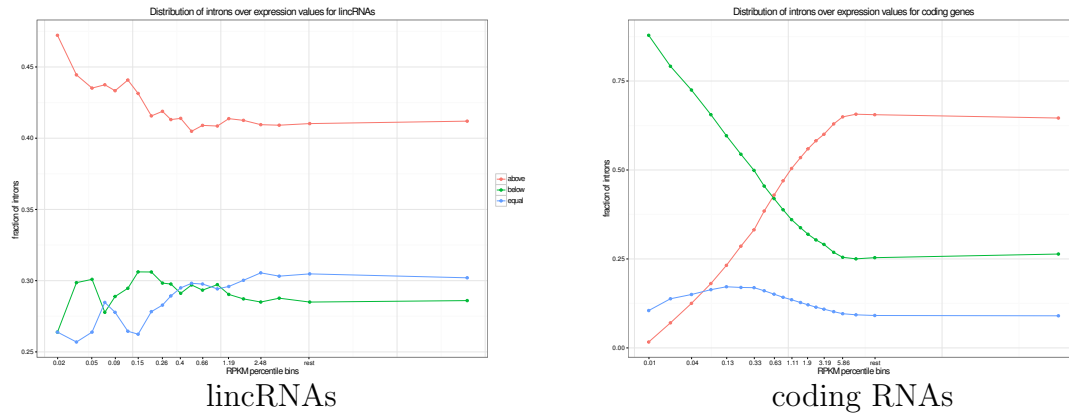 Distribution of introns over expression values for lincRNAs
fraction of introns
0.45
0.40
0.35
0.30
0.25
0.02 0.05 0.09 0.15 0.26 0.4 0.66 1.19 2.48 rest
RPKM percentile bins
above
below
equal
lincRNAs
Distribution of introns over expression values for coding genes
fraction of introns
0.75
0.50
0.25
0.00
0.01 0.04 0.13 0.33 0.63 1.11 1.9 3.19 5.86 rest
RPKM percentile bins
coding RNAs